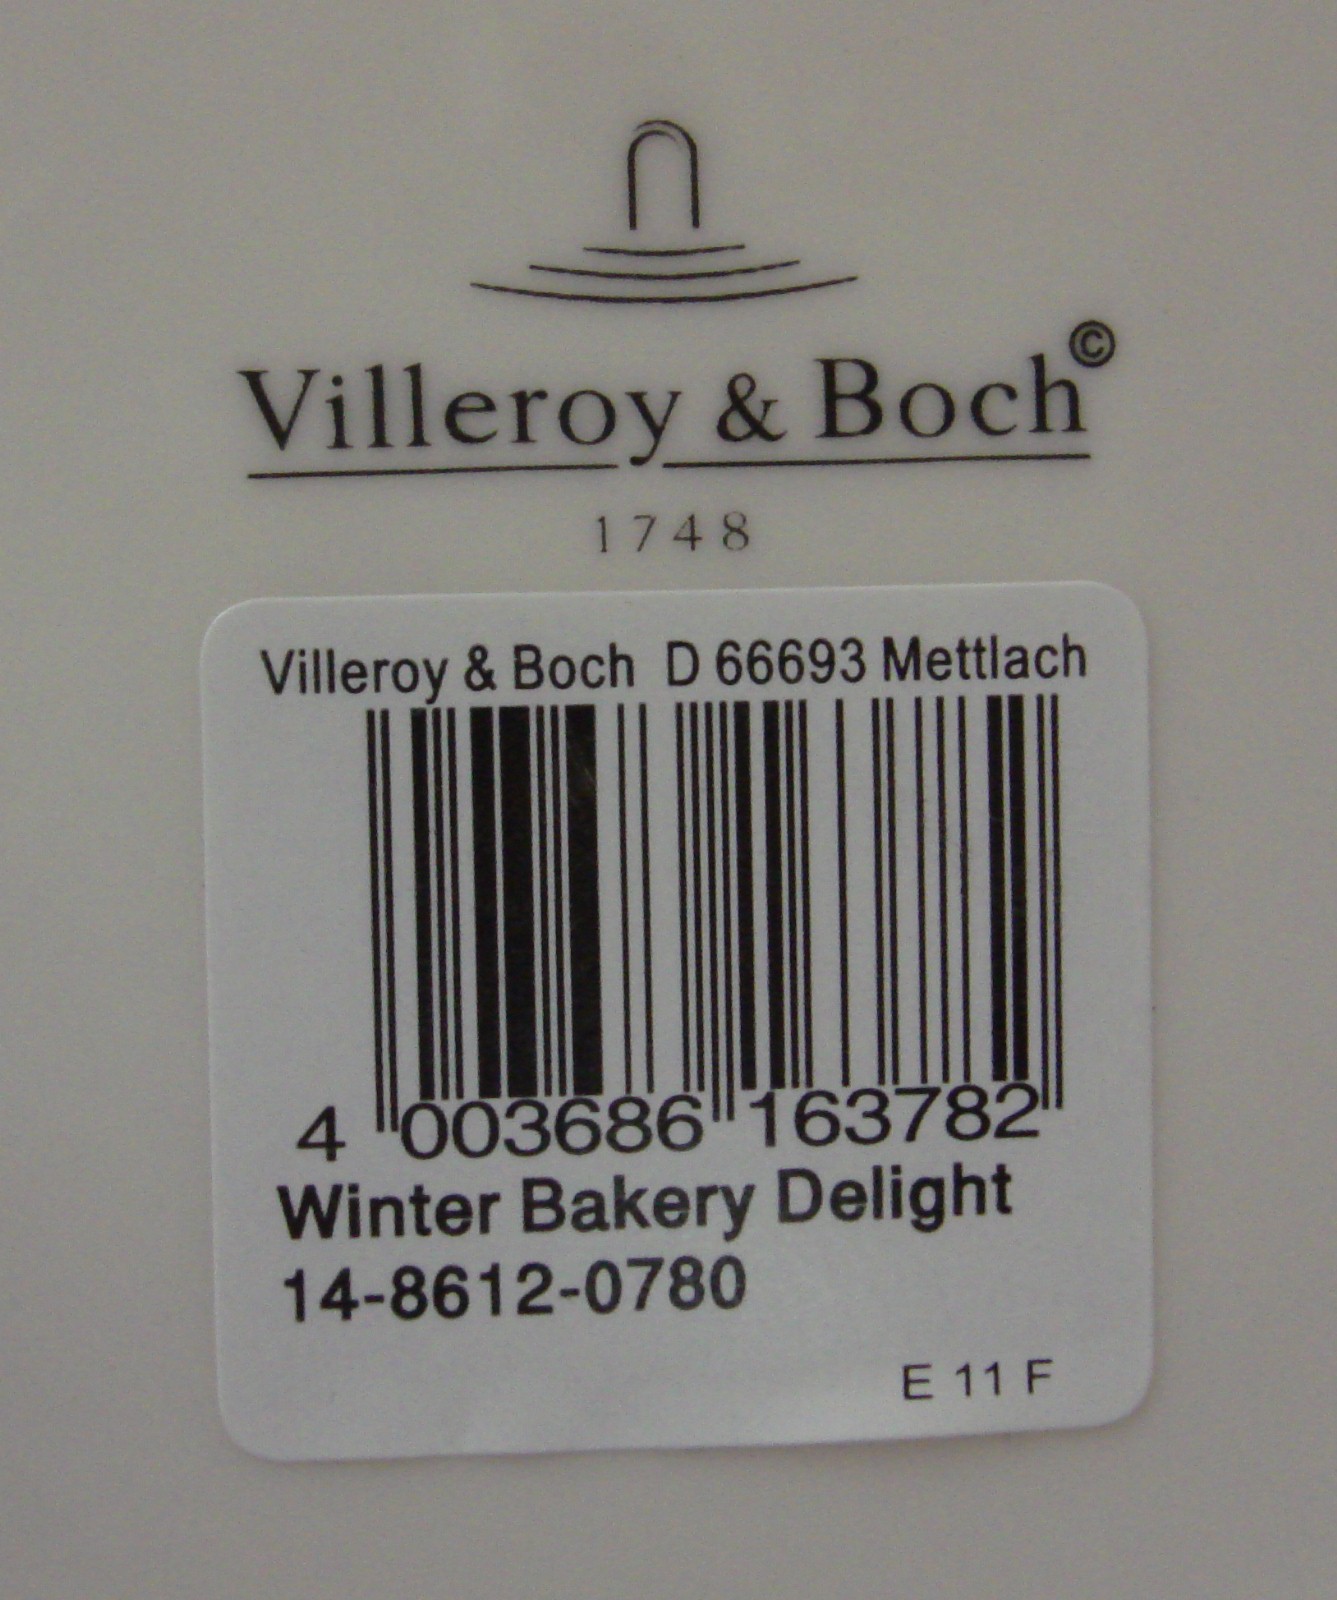 Villeroy & Boch©
1748
Villeroy & Boch D 66693 Mettlach
4 003686 163782
Winter Bakery Delight
14-8612-0780
E 11 F